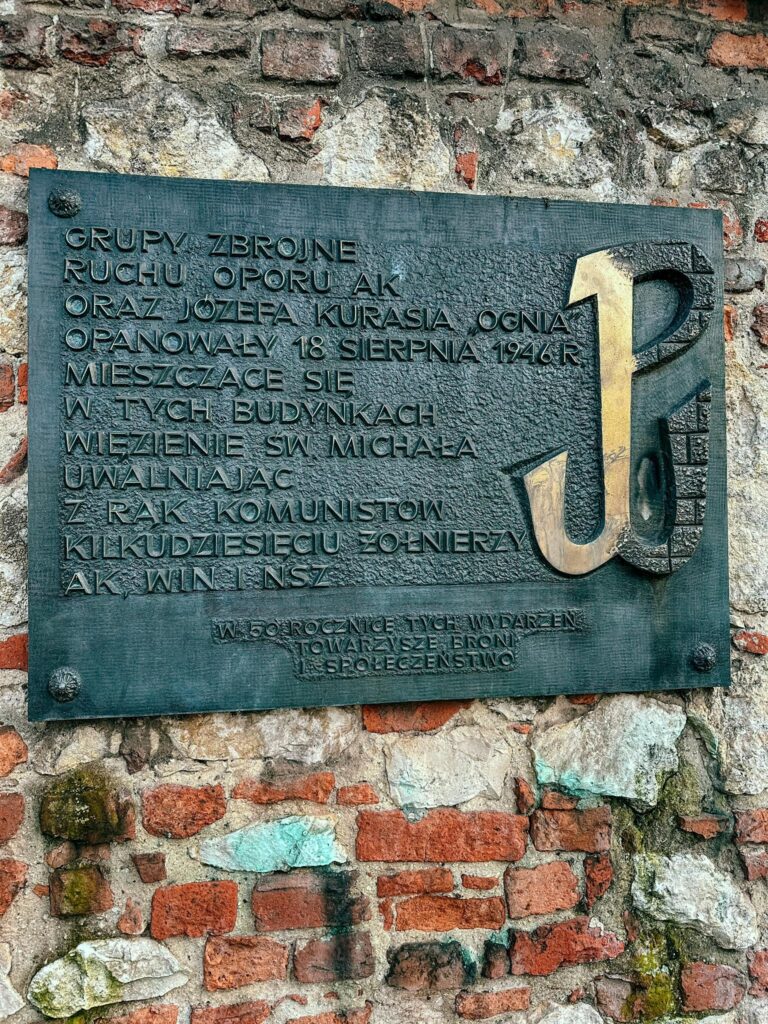 GRUPY ZBROJNE
RUCHU OPORU AK
ORAZ JÓZEFA KURASIA „OGNIA”
OPANOWAŁY 18 SIERPNIA 1946 R.
MIESZCZĄCE SIĘ
W TYCH BUDYNKACH
WIĘZIENIE ŚW. MICHAŁA
UWALNIAJĄC
Z RĄK KOMUNISTÓW
KILKUDZIESIĘCIU ŻOŁNIERZY
AK, WIN I NSZ
W 50 ROCZNICĘ TYCH WYDARZEŃ
TOWARZYSZE BRONI
I SPOŁECZEŃSTWO